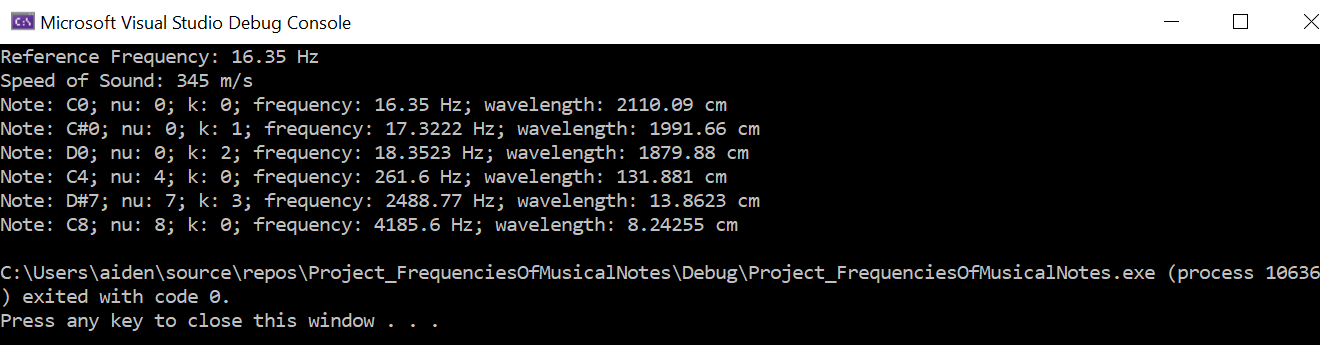 Microsoft Visual Studio Debug Console
Reference Frequency: 16.35 Hz
Speed of Sound: 345 m/s
Note: C0; nu: 0; k: 0; frequency: 16.35 Hz; wavelength: 2110.09 cm
Note: C#0; nu: 0; k: 1; frequency: 17.3222 Hz; wavelength: 1991.66 cm
Note: D0; nu: 0; k: 2; frequency: 18.3523 Hz; wavelength: 1879.88 cm
Note: C4; nu: 4; k: 0; frequency: 261.6 Hz; wavelength: 131.881 cm
Note: D#7; nu: 7; k: 3; frequency: 2488.77 Hz; wavelength: 13.8623 cm
Note: C8; nu: 8; k: 0; frequency: 4185.6 Hz; wavelength: 8.24255 cm
C:\Users\aiden\source\repos\Project_FrequenciesOfMusicalNotes\Debug\Project_FrequenciesOfMusicalNotes.exe (process 10636
) exited with code 0.
Press any key to close this window . . .